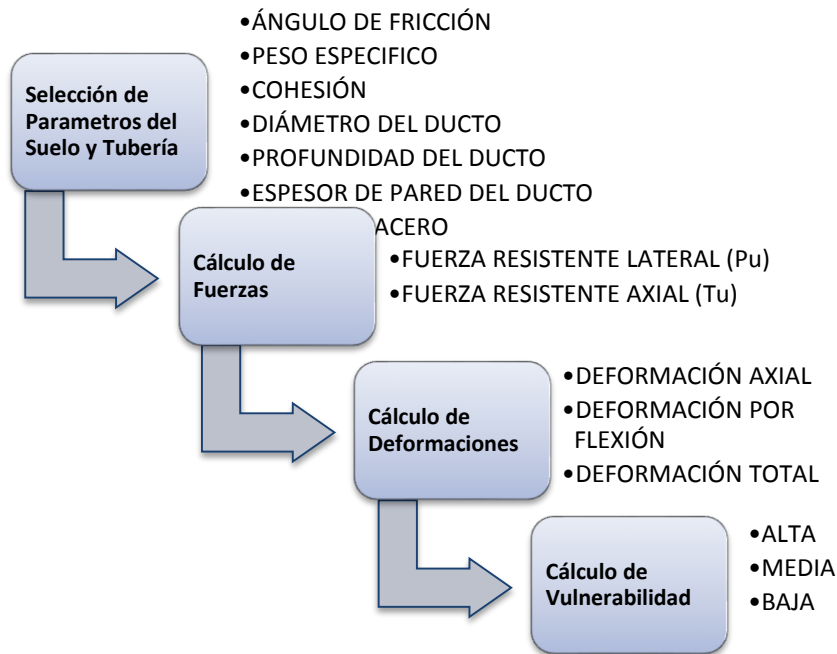 •ÁNGULO DE FRICCIÓN
•PESO ESPECIFICO
•COHESIÓN
•DIÁMETRO DEL DUCTO
•PROFUNDIDAD DEL DUCTO
•ESPESOR DE PARED DEL DUCTO
ACERO
Selección de
Parametros del
Suelo y Tubería
Cálculo de
Fuerzas
•FUERZA RESISTENTE LATERAL (Pu)
•FUERZA RESISTENTE AXIAL (Tu)
Cálculo de
Deformaciones
•DEFORMACIÓN AXIAL
•DEFORMACIÓN POR
FLEXIÓN
•DEFORMACIÓN TOTAL
Cálculo de
Vulnerabilidad
•ALTA
•MEDIA
•BAJA